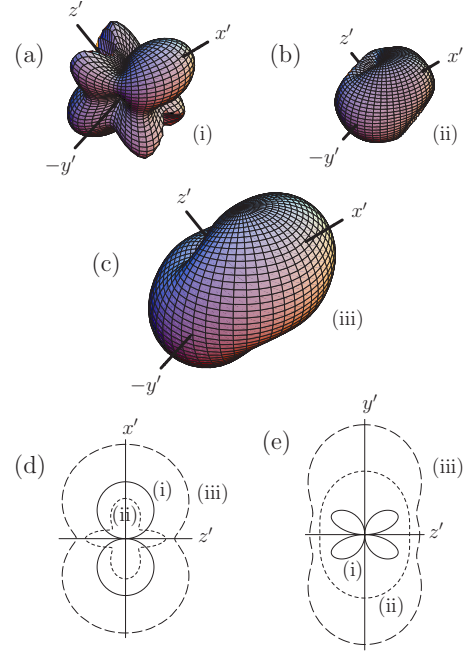 (a)
z′
x′
−y′
(i)
(b)
z′
x′
−y′
(ii)
(c)
z′
x′
−y′
(iii)
(d)
x′
(i)
(iii)
(ii)
z′
(e)
y′
(iii)
z′
(i)
(ii)